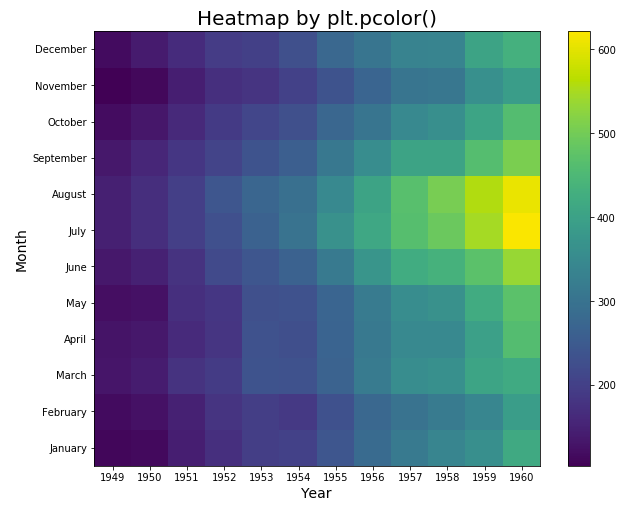 Heatmap by plt.pcolor()
December
November
October
September
August
July
June
May
April
March
February
January
Month
1949 1950 1951 1952 1953 1954 1955 1956 1957 1958 1959 1960
Year
600
500
400
300
200